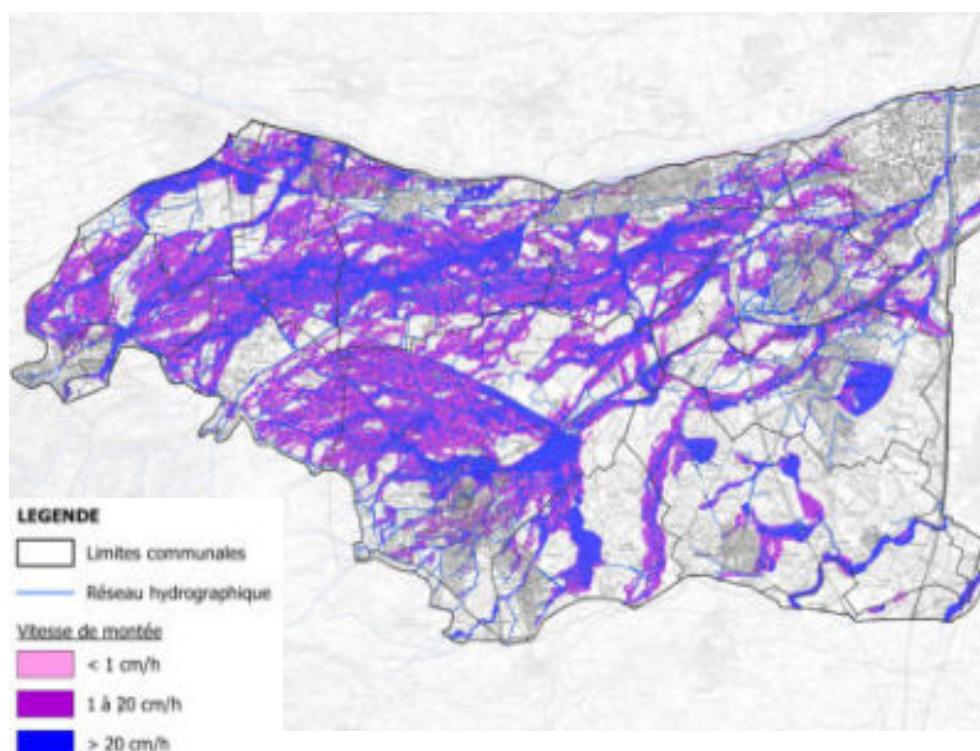 LEGENDE
Limites communales
Réseau hydrographique
Vitesse de montée
< 1 cm/h
1 à 20 cm/h
> 20 cm/h